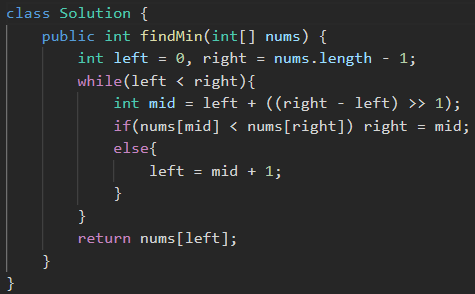 class Solution {
    public int findMin(int[] nums) {
        int left = 0, right = nums.length - 1;
        while(left < right){
            int mid = left + ((right - left) >> 1);
            if(nums[mid] < nums[right]) right = mid;
            else{
                left = mid + 1;
            }
        }
        return nums[left];
    }
}